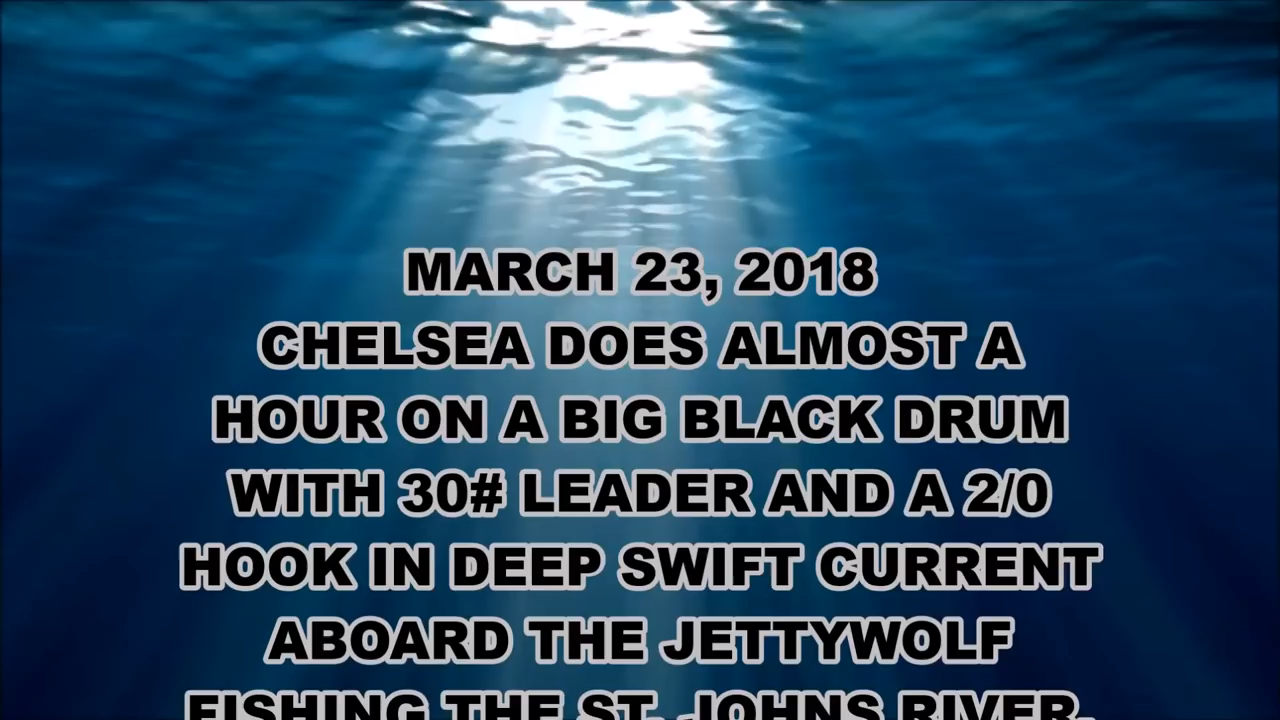 MARCH 23, 2018
CHELSEA DOES ALMOST A
HOUR ON A BIG BLACK DRUM
WITH 30# LEADER AND A 2/0
HOOK IN DEEP SWIFT CURRENT
ABOARD THE JETTYWOLF
FISHING THE ST. JOHNS RIVER.